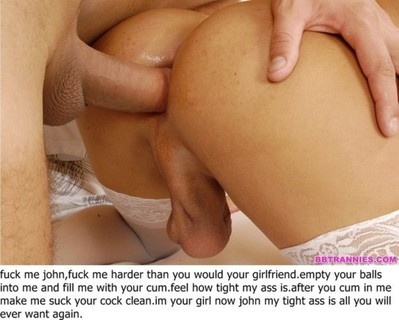 BBTRANNIES.COM
fuck me john,fuck me harder than you would your girlfriend.empty your balls
into me and fill me with your cum.feel how tight my ass is.after you cum in me
make me suck your cock clean.im your girl now john my tight ass is all you will
ever want again.